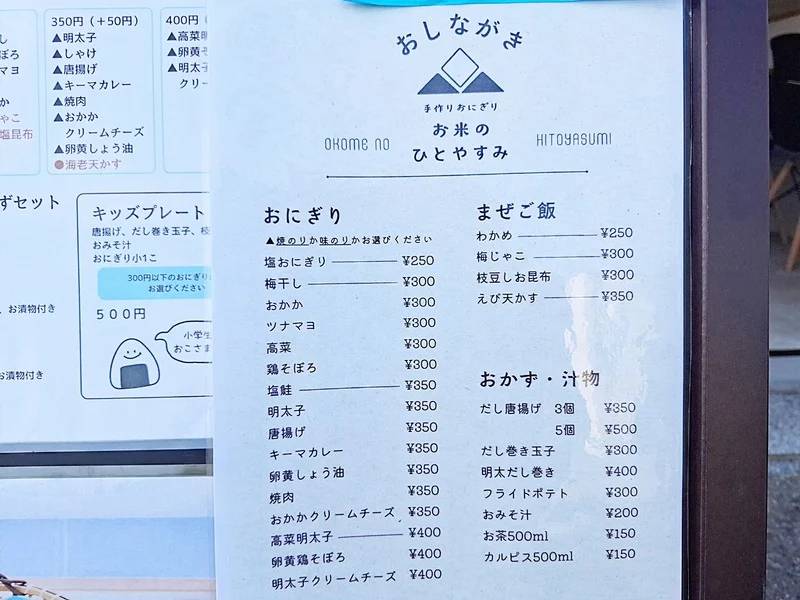 350円(+50円)
▲明太子
▲しゃけ
▲唐揚げ
▲キーマカレー
▲焼肉
▲おかか
クリームチーズ
▲卵黄しょう油
●海老天かす
400円
▲高菜
▲卵黄
▲明太子
クリー
マヨ
塩昆布
ずセット
お漬物付き
お漬物付き
キッズプレート
唐揚げ、だし巻き玉子、枝
おみそ汁
おにぎり小1こ
300円以下のおにぎり
お選びください
500円
小学生
おこさま
おしながき
手作りおにぎり
OKOME NO
お米の
ひとやすみ
HITOYASUMI
おにぎり
▲焼のりか味のりかお選びください
塩おにぎり ¥250
梅干し ¥300
おかか ¥300
ツナマヨ ¥300
高菜 ¥300
鶏そぼろ ¥300
塩鮭 ¥350
明太子 ¥350
唐揚げ ¥350
キーマカレー ¥350
卵黄しょう油 ¥350
焼肉 ¥350
おかかクリームチーズ ¥350
高菜明太子 ¥400
卵黄鶏そぼろ ¥400
明太子クリームチーズ ¥400
まぜご飯
わかめ ¥250
梅じゃこ ¥300
枝豆しお昆布 ¥300
えび天かす ¥350
おかず・汁物
だし唐揚げ 3個 ¥350
5個 ¥500
だし巻き玉子 ¥300
明太だし巻き ¥400
フライドポテト ¥300
おみそ汁 ¥200
お茶500ml ¥150
カルピス500ml ¥150